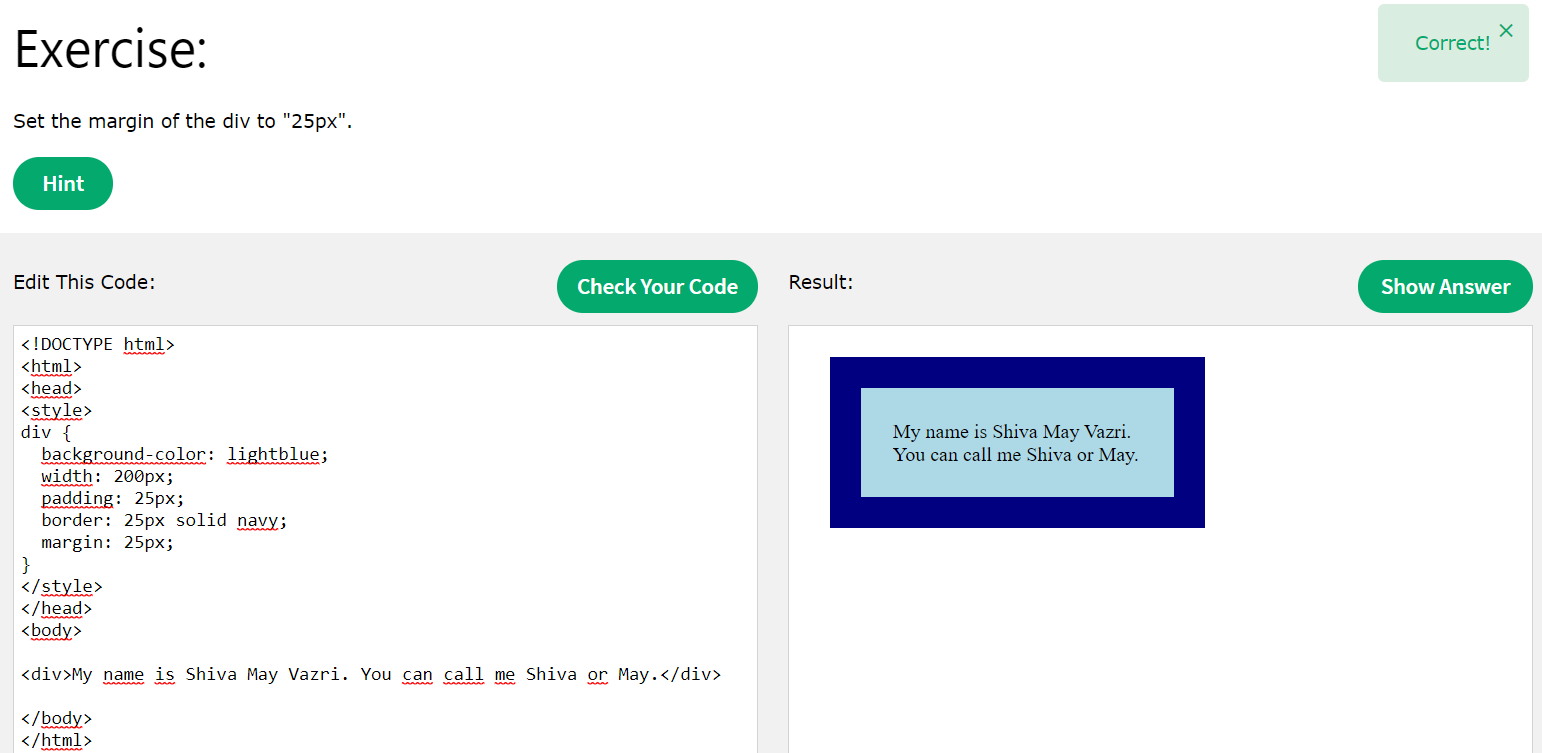 Exercise:
Correct!
×
Set the margin of the div to "25px".
Hint
Edit This Code:
Check Your Code
Result:
Show Answer
<!DOCTYPE html>
<html>
<head>
<style>
div {
  background-color: lightblue;
  width: 200px;
  padding: 25px;
  border: 25px solid navy;
  margin: 25px;
}
</style>
</head>
<body>
<div>My name is Shiva May Vazri. You can call me Shiva or May.</div>
</body>
</html>
My name is Shiva May Vazri.
You can call me Shiva or May.